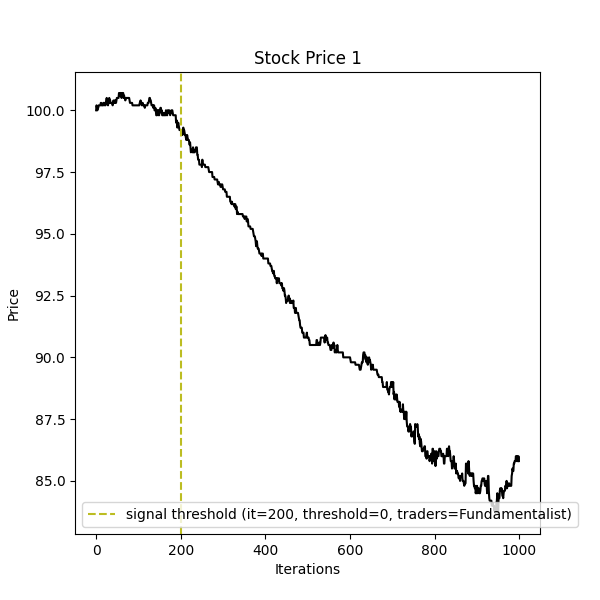 Stock Price 1
Price
100.0
97.5
95.0
92.5
90.0
87.5
85.0
signal threshold (it=200, threshold=0, traders=Fundamentalist)
0 200 400 600 800 1000
Iterations